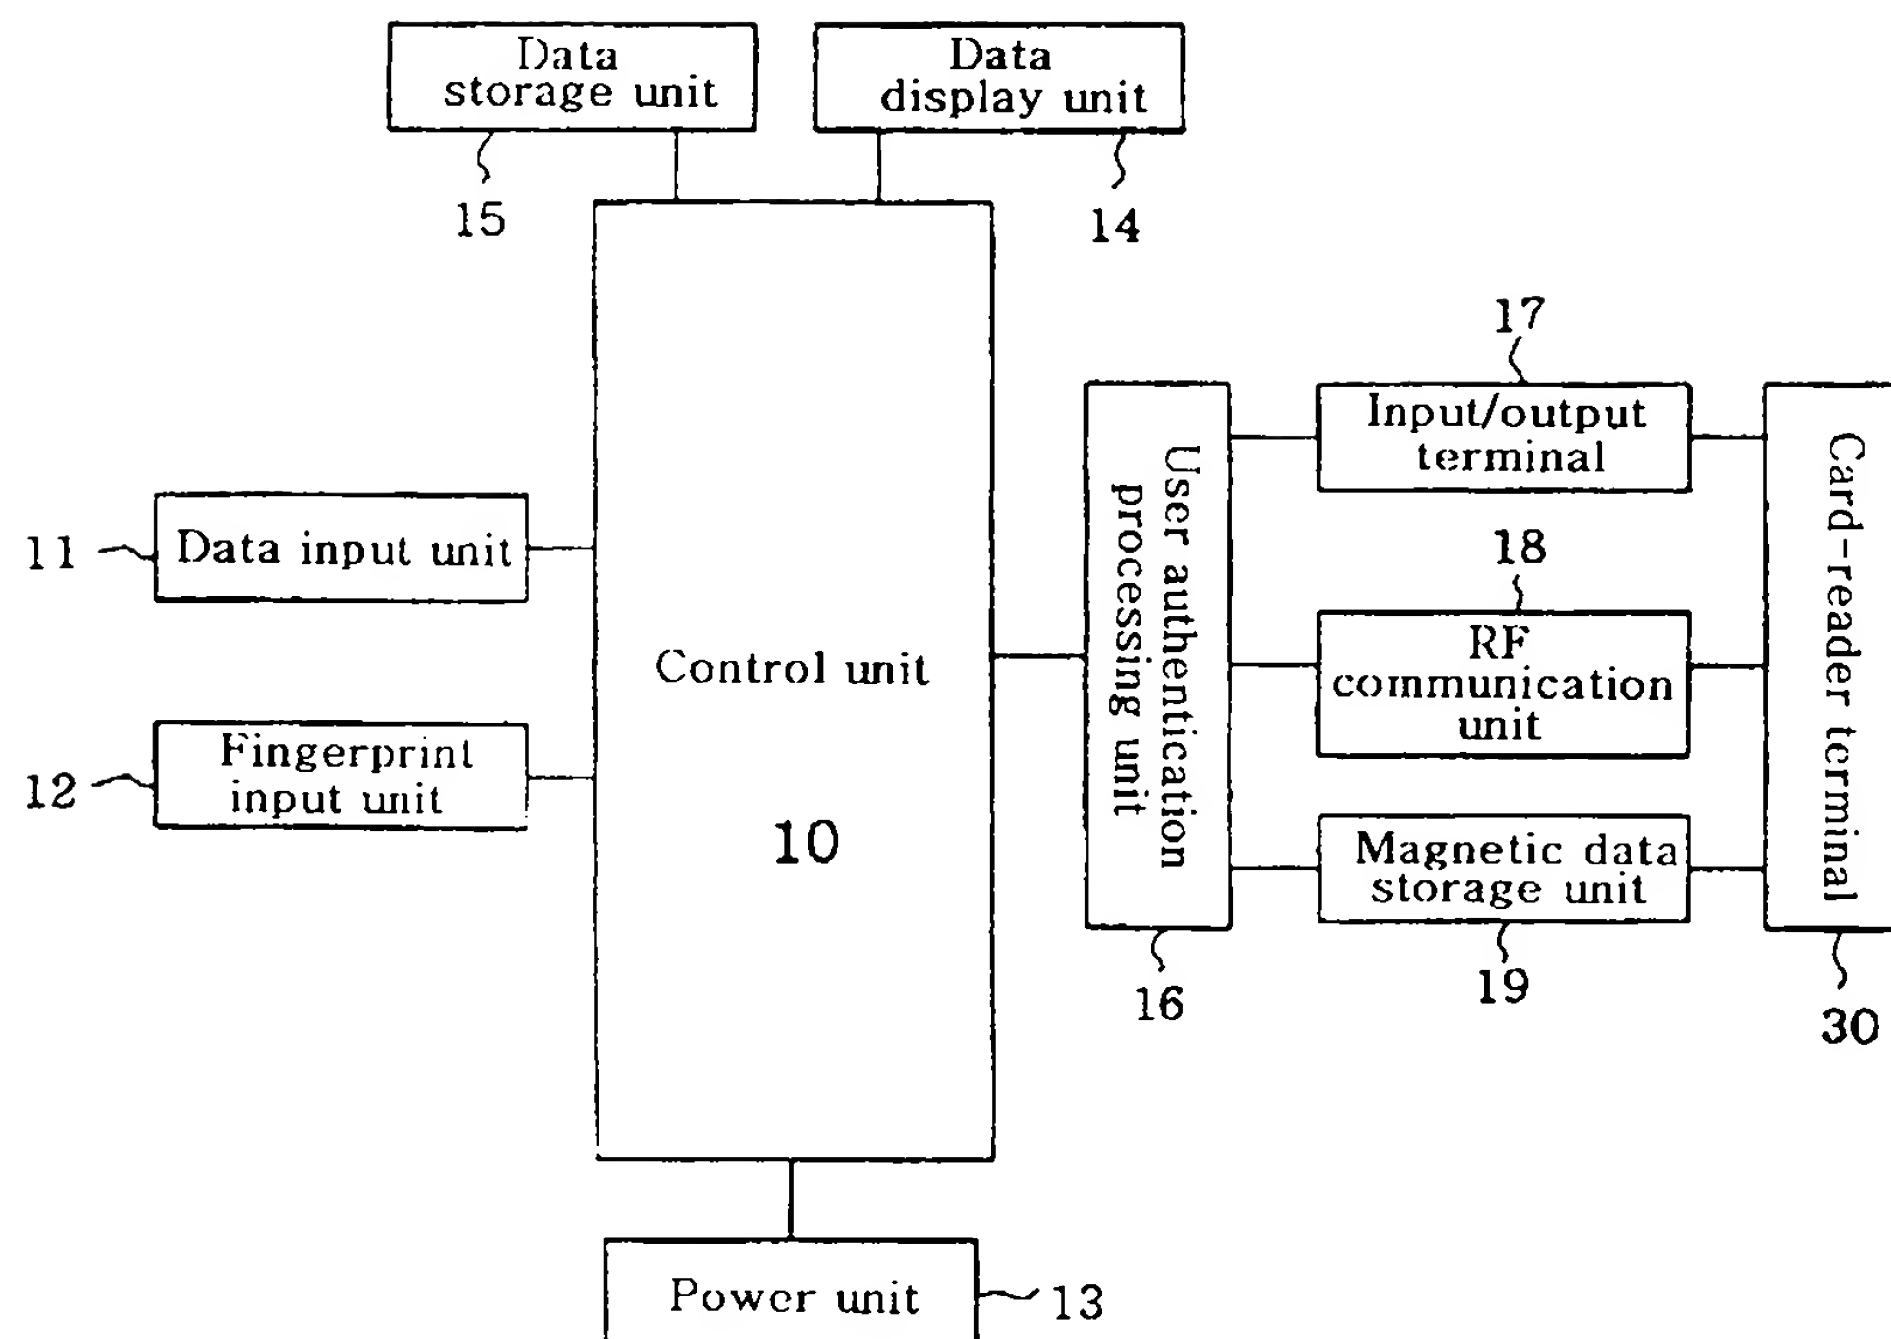 Data
storage unit
15
Data
display unit
14
17
Input/output
terminal
11
Data input unit
18
RF
communication
unit
Control unit
10
User authentication
processing unit
Card-reader terminal
12
Fingerprint
input unit
Magnetic data
storage unit
16
19
30
Power unit
13